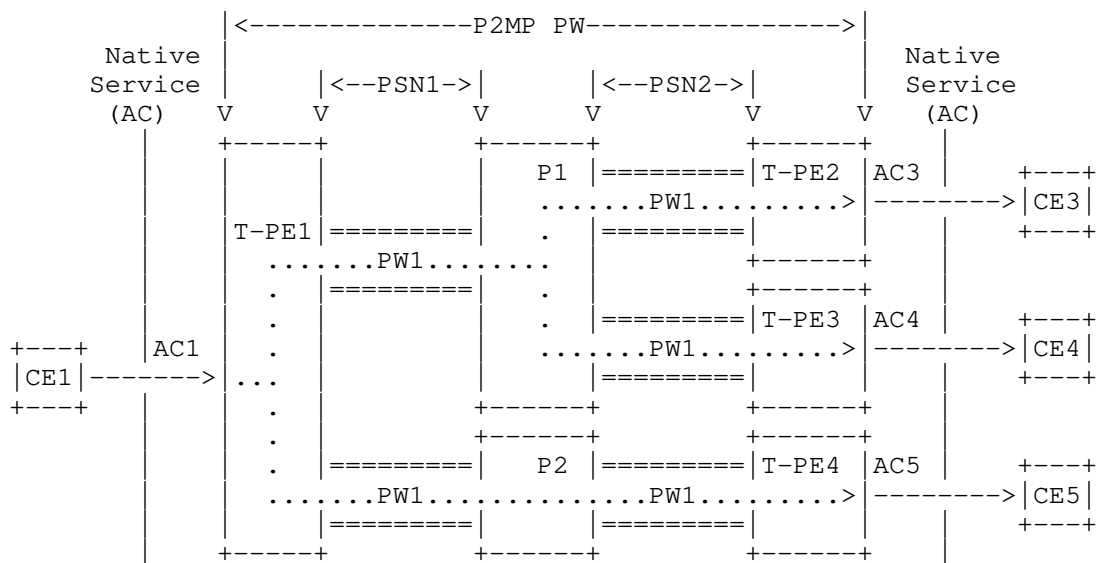 |<--------------P2MP PW---------------->|
Native | | Native
Service | |<--PSN1-->| |<--PSN2-->| | Service
(AC) V V V V V V (AC)
| +-----+ +------+ +------+ |
| | | | P1 |=========|T-PE2 |AC3 | +---+
| | | | .......PW1.........>|-------->|CE3|
| |T-PE1|=========| . |=========| | | +---+
| | .......PW1........ | +------+ |
| | . |=========| . | +------+ |
| | . | | . |=========|T-PE3 |AC4 | +---+
+---+ AC1 | . | | .......PW1.........>|-------->|CE4|
|CE1|------->|... | | |=========| | | +---+
+---+ | . | +------+ +------+ |
| | . | +------+ +------+ |
| | . |=========| P2 |=========|T-PE4 |AC5 | +---+
| | .......PW1..............PW1.........>|-------->|CE5|
| | |=========| |=========| | | +---+
| +-----+ +------+ +------+ |